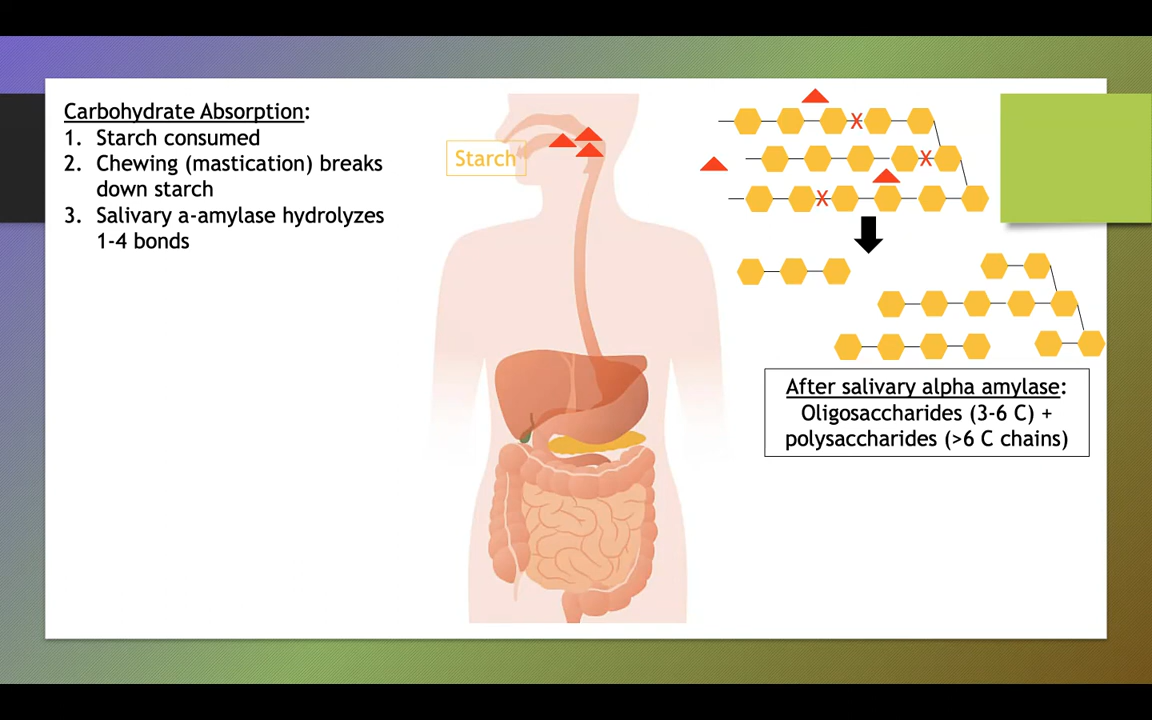 Carbohydrate Absorption:
1. Starch consumed
2. Chewing (mastication) breaks
down starch
3. Salivary a-amylase hydrolyzes
1-4 bonds
Starch
X
X
X
After salivary alpha amylase:
Oligosaccharides (3-6 C) +
polysaccharides (>6 C chains)